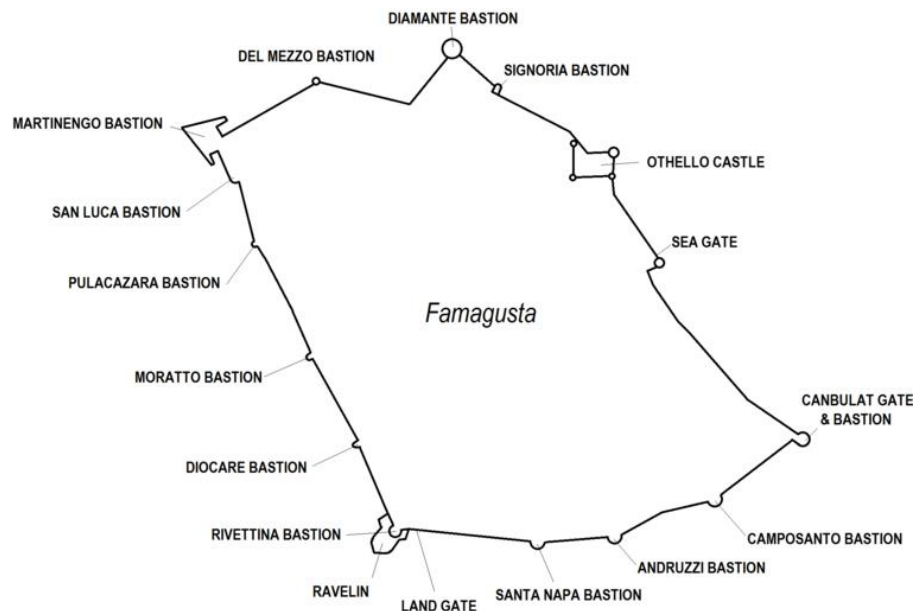 DIAMANTE BASTION
DEL MEZZO BASTION
SIGNORIA BASTION
MARTINENGO BASTION
OTHELLO CASTLE
SAN LUCA BASTION
SEA GATE
PULACAZARA BASTION
Famagusta
MORATTO BASTION
CANBULAT GATE
& BASTION
DIOCARE BASTION
RIVETTINA BASTION
CAMPOSANTO BASTION
ANDRUZZI BASTION
RAVELIN
SANTA NAPA BASTION
LAND GATE